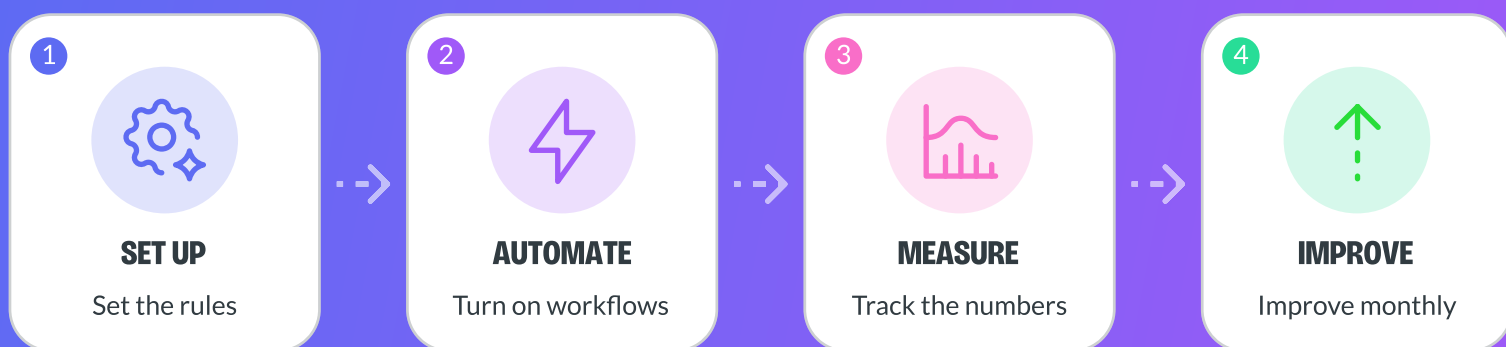 1
SET UP
Set the rules
2
AUTOMATE
Turn on workflows
3
MEASURE
Track the numbers
4
IMPROVE
Improve monthly